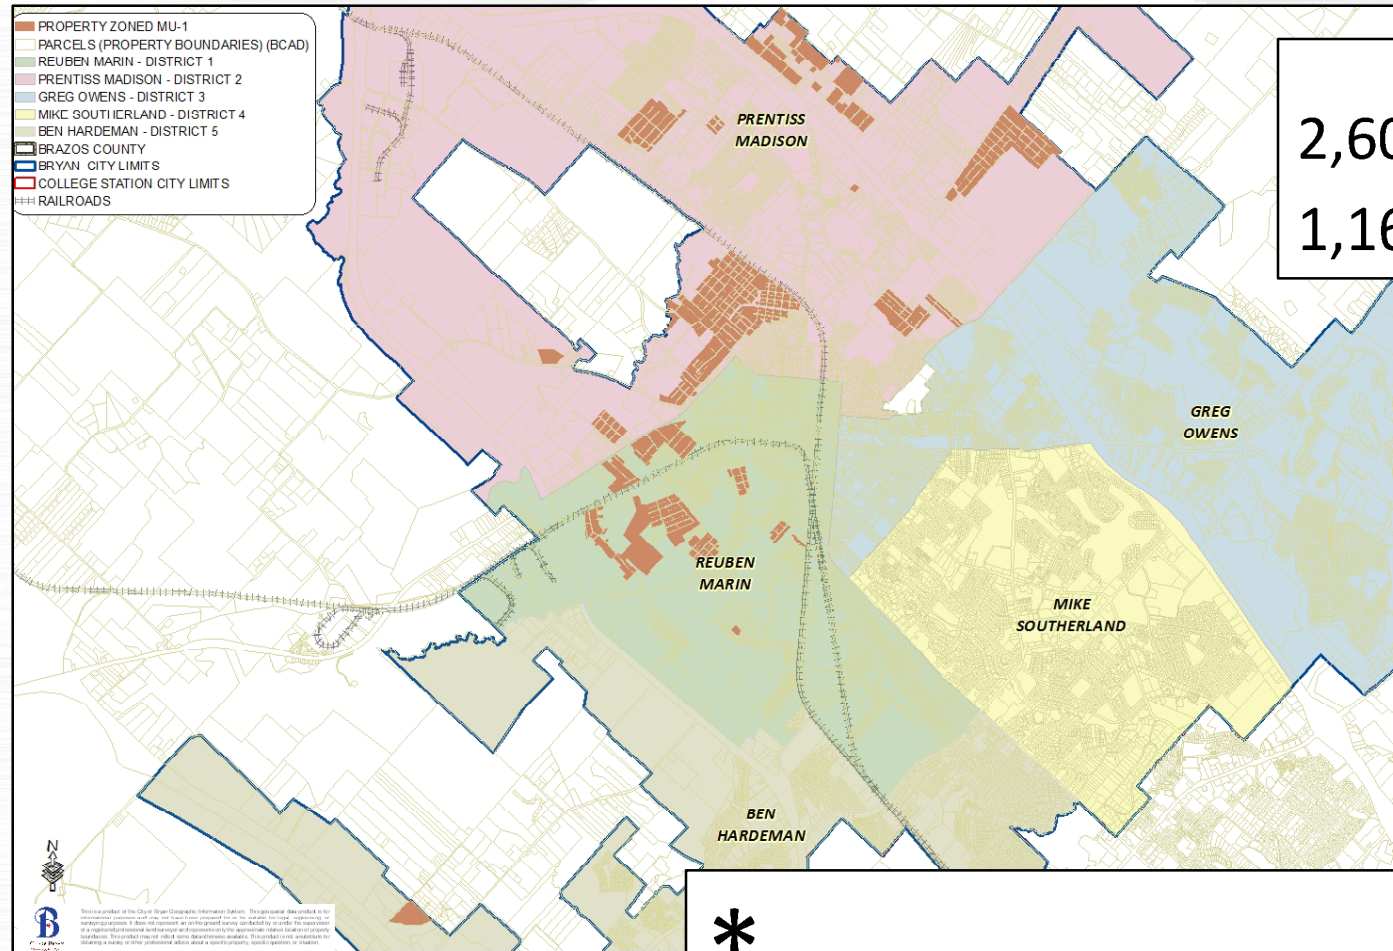 PROPERTY ZONED MU-1
PARCELS (PROPERTY BOUNDARIES) (BCAD)
REUBEN MARIN - DISTRICT 1
PRENTISS MADISON - DISTRICT 2
GREG OWENS - DISTRICT 3
MIKE SOUTHERLAND - DISTRICT 4
BEN HARDEMAN - DISTRICT 5
BRAZOS COUNTY
BRYAN CITY LIMITS
COLLEGE STATION CITY LIMITS
RAILROADS
2,60
1,16
PRENTISS
MADISON
GREG
OWENS
REUBEN
MARIN
MIKE
SOUTHERLAND
BEN
HARDEMAN
N
B
*